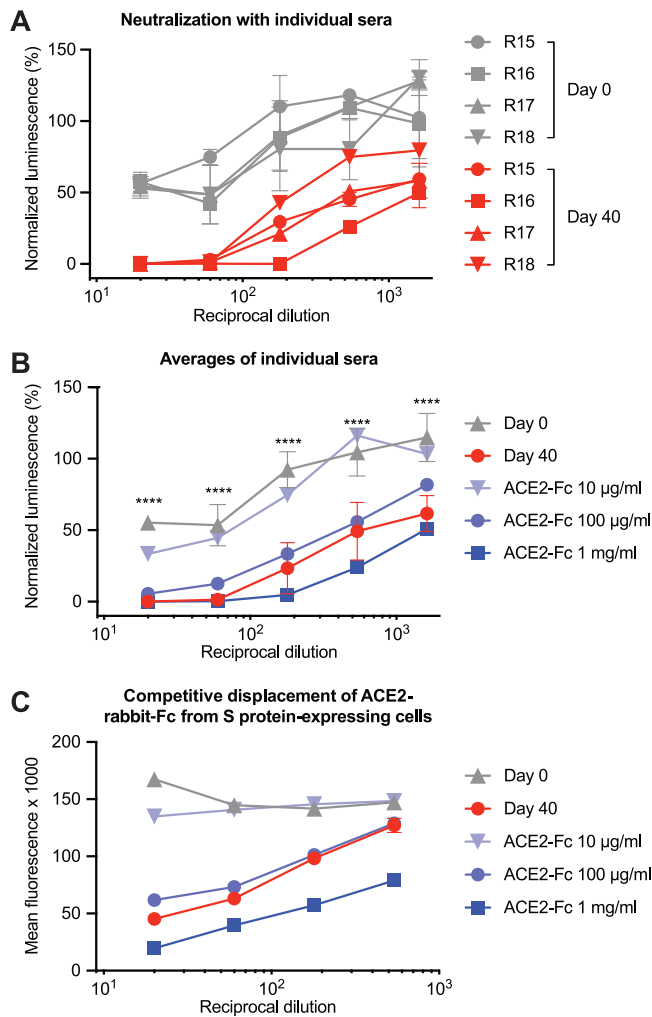 A
Neutralization with individual sera
Normalized luminescence (%)
150
100
50
0
10¹
10²
10³
Reciprocal dilution
R15
R16
R17
R18
Day 0
R15
R16
R17
R18
Day 40
B
Averages of individual sera
Normalized luminescence (%)
150
100
50
0
****
****
****
****
****
10¹
10²
10³
Reciprocal dilution
Day 0
Day 40
ACE2-Fc 10 µg/ml
ACE2-Fc 100 µg/ml
ACE2-Fc 1 mg/ml
C
Competitive displacement of ACE2-
rabbit-Fc from S protein-expressing cells
Mean fluorescence x 1000
200
150
100
50
0
10¹
10²
10³
Reciprocal dilution
Day 0
Day 40
ACE2-Fc 10 µg/ml
ACE2-Fc 100 µg/ml
ACE2-Fc 1 mg/ml